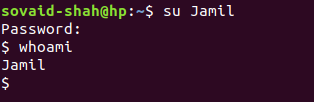 sovaid-shah@hp:~$ su Jamil
Password:
$ whoami
Jamil
$